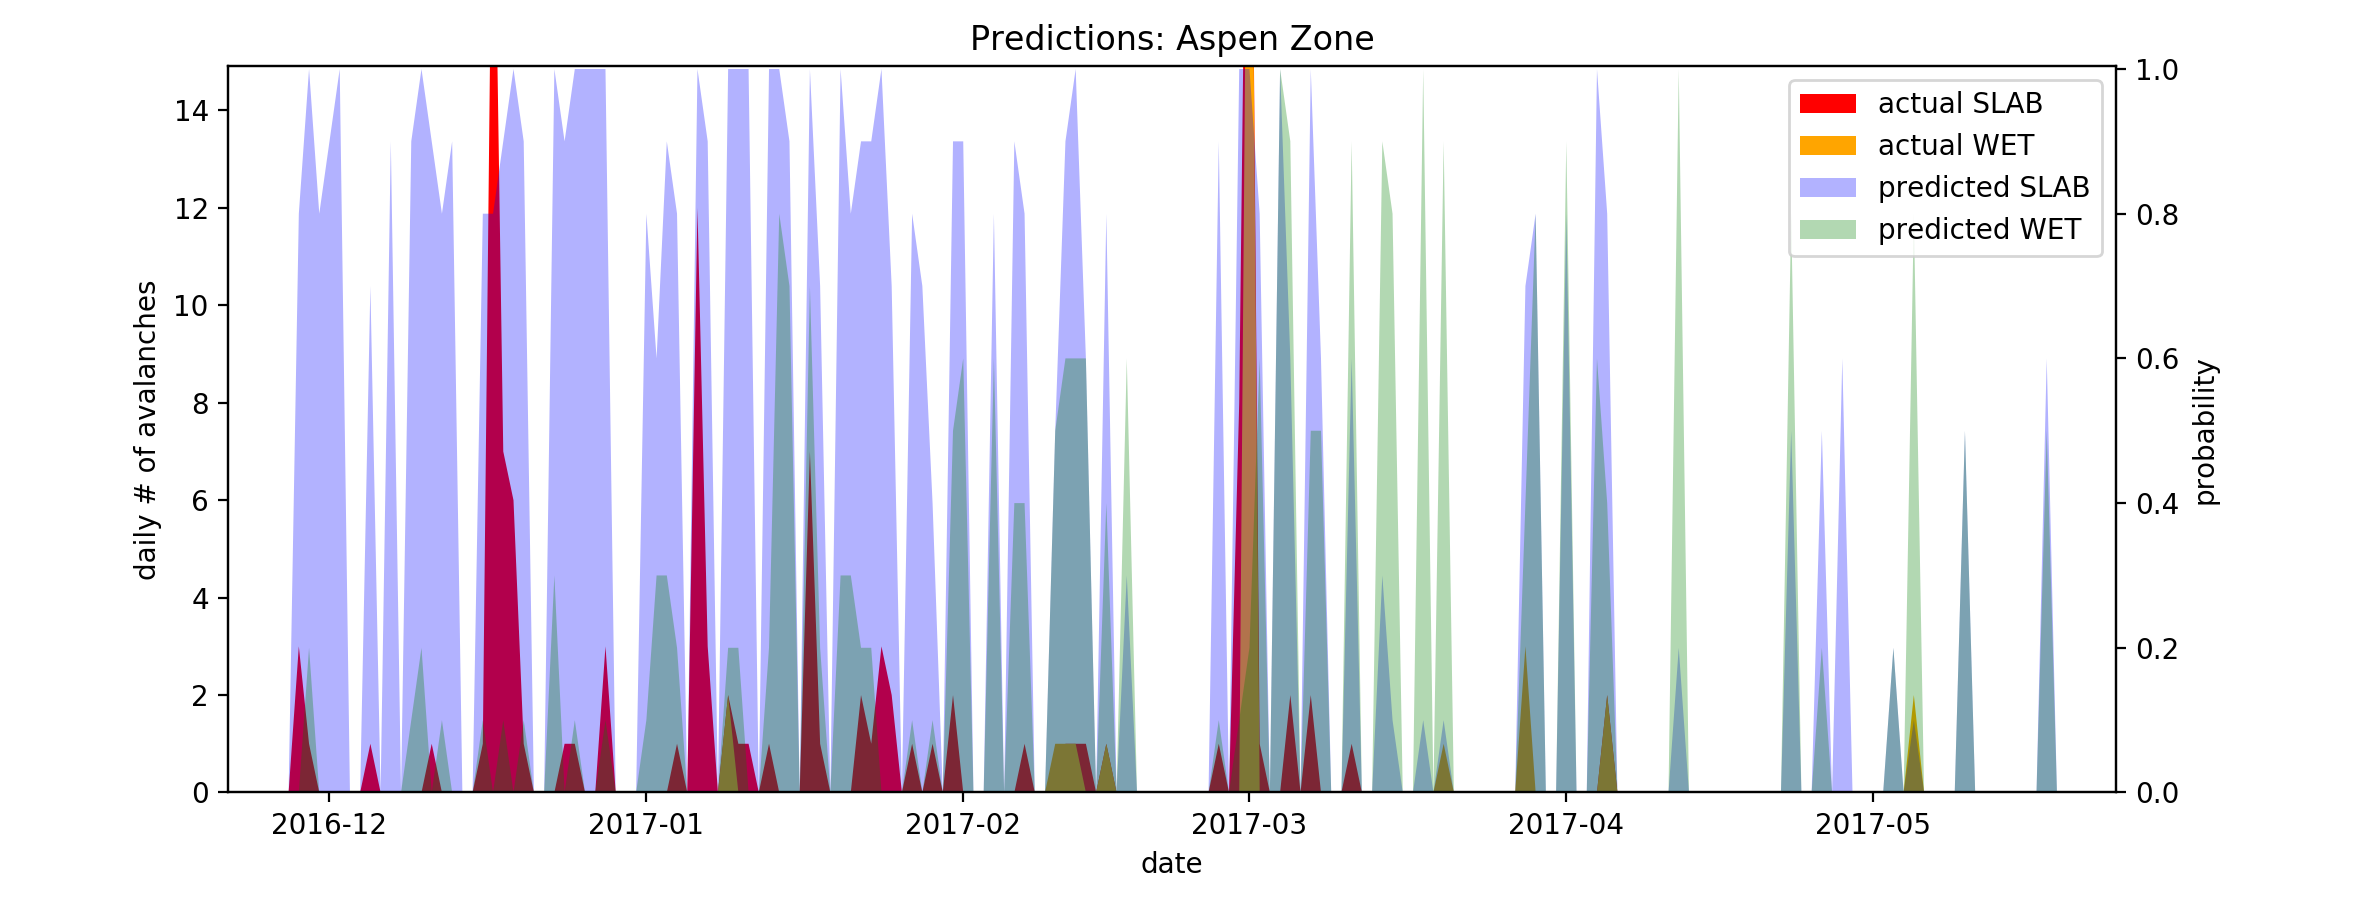 Predictions: Aspen Zone
daily # of avalanches
14
12
10
8
6
4
2
0
1.0
0.8
0.6
0.4
0.2
0.0
probability
actual SLAB
actual WET
predicted SLAB
predicted WET
2016-12 2017-01 2017-02 2017-03 2017-04 2017-05
date